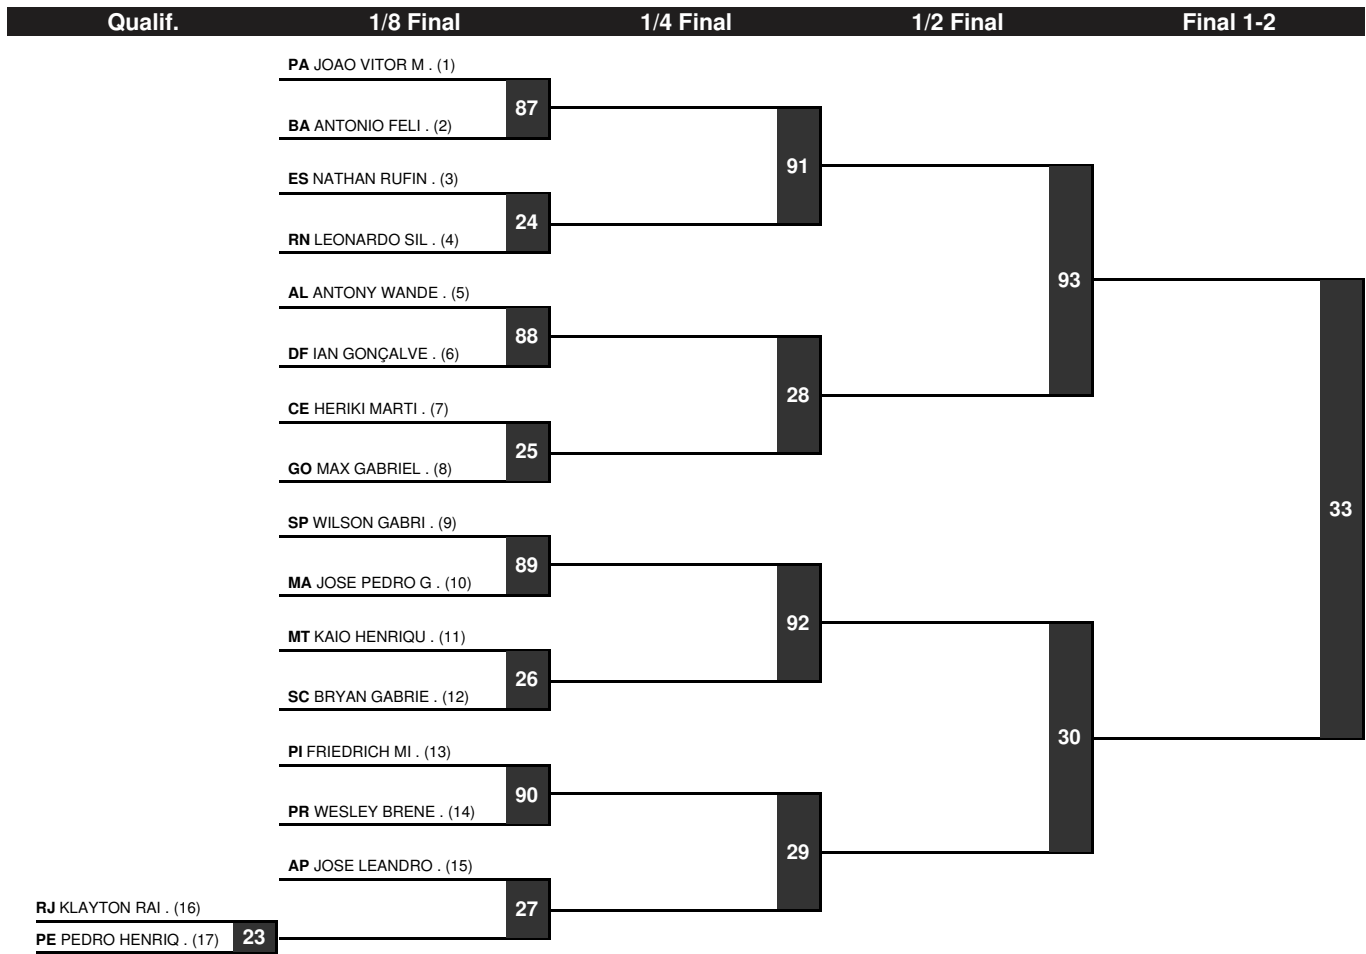 Qualif. 1/8 Final 1/4 Final 1/2 Final Final 1-2
PA JOAO VITOR M . (1)
87
BA ANTONIO FELI . (2)
91
ES NATHAN RUFIN . (3)
24
RN LEONARDO SIL . (4)
93
AL ANTONY WANDE . (5)
88
DF IAN GONÇALVE . (6)
28
CE HERIKI MARTI . (7)
25
GO MAX GABRIEL . (8)
33
SP WILSON GABRI . (9)
89
MA JOSE PEDRO G . (10)
92
MT KAIO HENRIQU . (11)
26
SC BRYAN GABRIE . (12)
30
PI FRIEDRICH MI . (13)
90
PR WESLEY BRENE . (14)
29
AP JOSE LEANDRO . (15)
27
RJ KLAYTON RAI . (16)
PE PEDRO HENRIQ . (17) 23